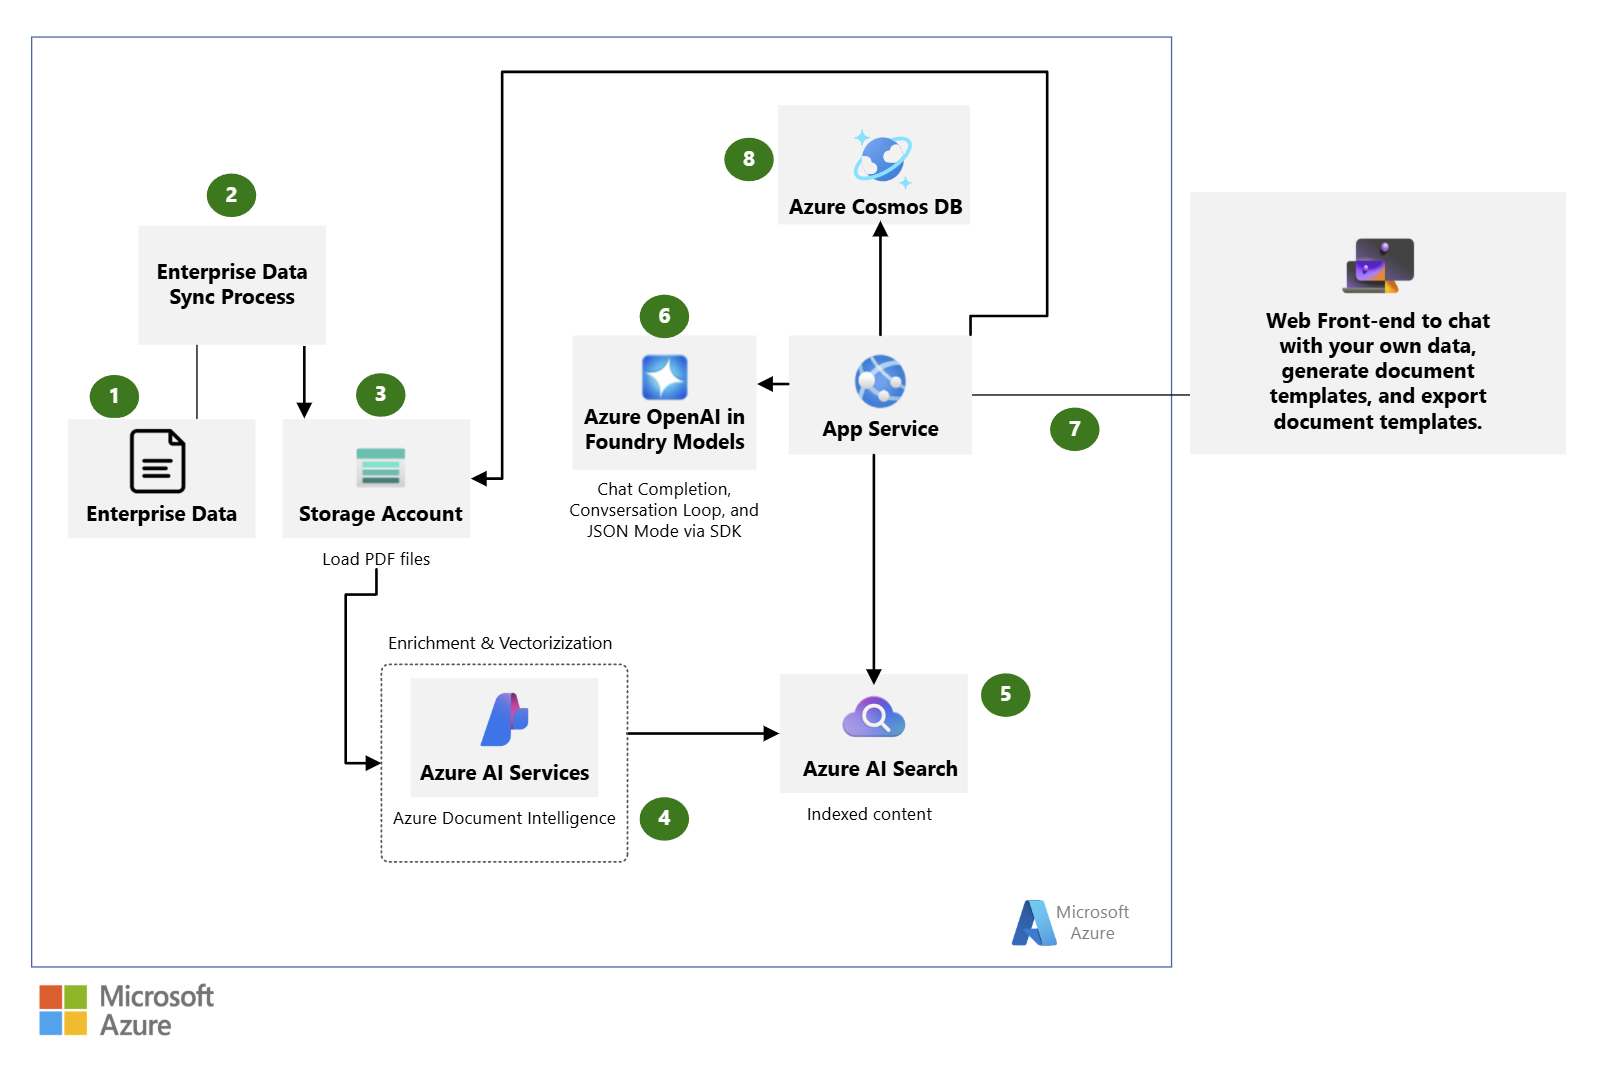 8
Azure Cosmos DB
2
Enterprise Data
Sync Process
Web Front-end to chat
with your own data,
generate document
templates, and export
document templates.
6
1
3
Azure OpenAI in
Foundry Models
App Service
7
Enterprise Data
Storage Account
Chat Completion,
Convsersation Loop, and
JSON Mode via SDK
Load PDF files
Enrichment & Vectorizization
5
Azure AI Services
Azure AI Search
Azure Document Intelligence
4
Indexed content
Microsoft
Azure
Microsoft
Azure